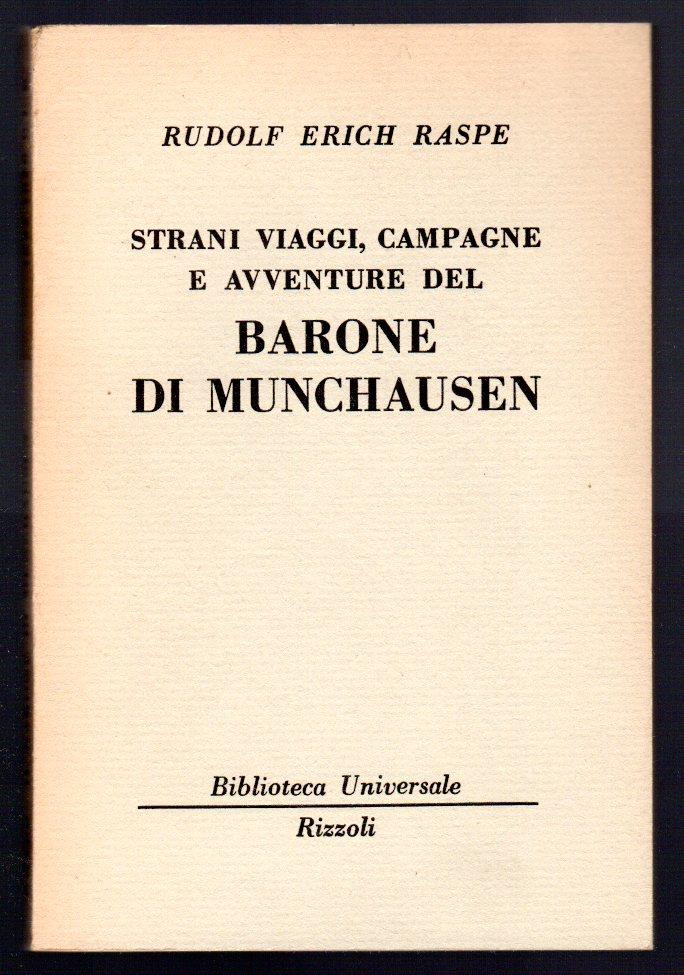 RUDOLF ERICH RASPE
STRANI VIAGGI, CAMPAGNE
E AVVENTURE DEL
BARONE
DI MUNCHAUSEN
Biblioteca Universale
Rizzoli